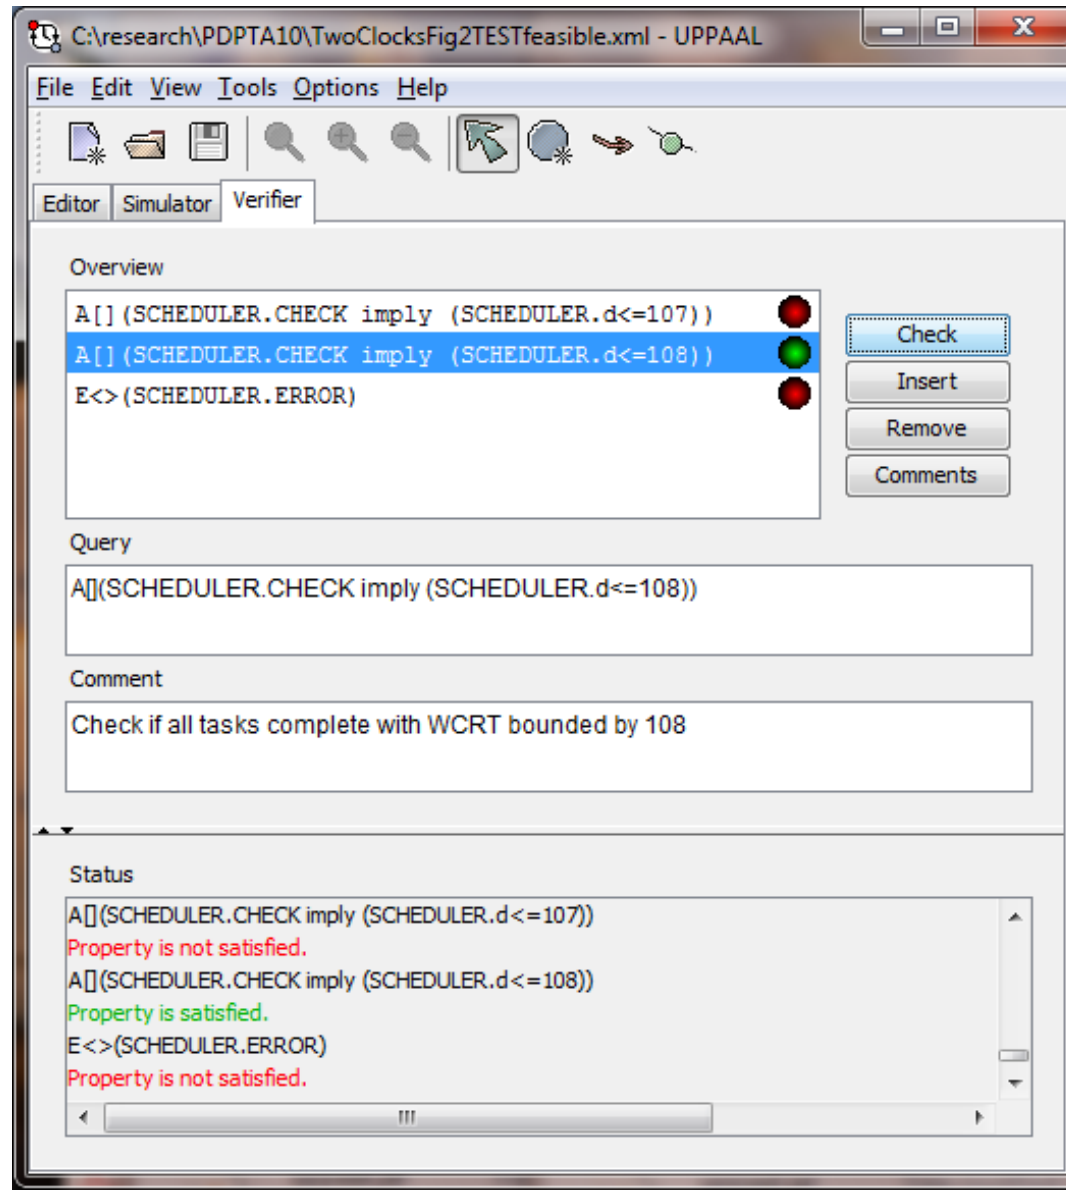 C:\research\PDPTA10\TwoClocksFig2TESTfeasible.xml - UPPAAL
File Edit View Tools Options Help
Editor Simulator Verifier
Overview
A[](SCHEDULER.CHECK imply (SCHEDULER.d<=107))
A[](SCHEDULER.CHECK imply (SCHEDULER.d<=108))
E<>(SCHEDULER.ERROR)
Check
Insert
Remove
Comments
Query
A[](SCHEDULER.CHECK imply (SCHEDULER.d<=108))
Comment
Check if all tasks complete with WCRT bounded by 108
Status
A[](SCHEDULER.CHECK imply (SCHEDULER.d<=107))
Property is not satisfied.
A[](SCHEDULER.CHECK imply (SCHEDULER.d<=108))
Property is satisfied.
E<>(SCHEDULER.ERROR)
Property is not satisfied.